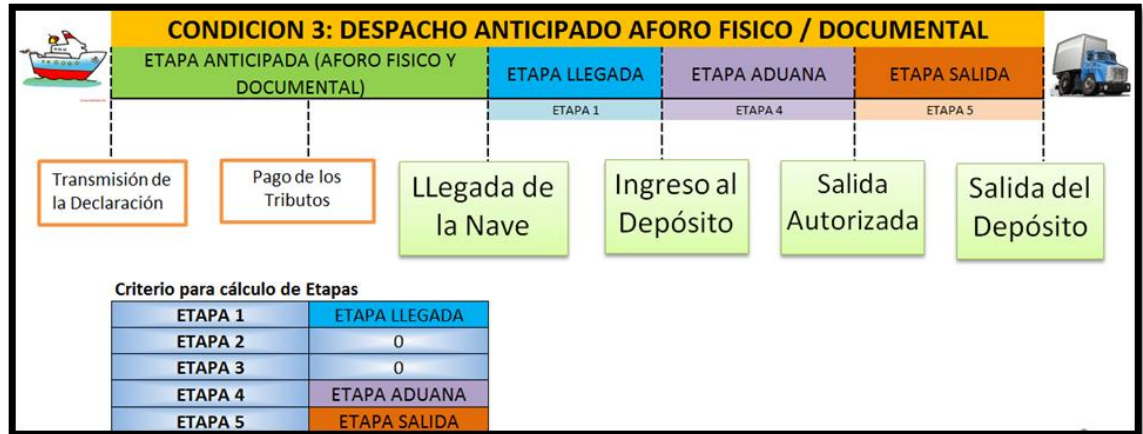 CONDICION 3: DESPACHO ANTICIPADO AFORO FISICO / DOCUMENTAL
ETAPA ANTICIPADA (AFORO FISICO Y
DOCUMENTAL)
ETAPA LLEGADA
ETAPA ADUANA
ETAPA SALIDA
ETAPA 1
ETAPA 4
ETAPA 5
Transmisión de
la Declaración
Pago de los
Tributos
LLegada de
la Nave
Ingreso al
Depósito
Salida
Autorizada
Salida del
Depósito
Criterio para cálculo de Etapas
ETAPA 1 ETAPA LLEGADA
ETAPA 2 0
ETAPA 3 0
ETAPA 4 ETAPA ADUANA
ETAPA 5 ETAPA SALIDA